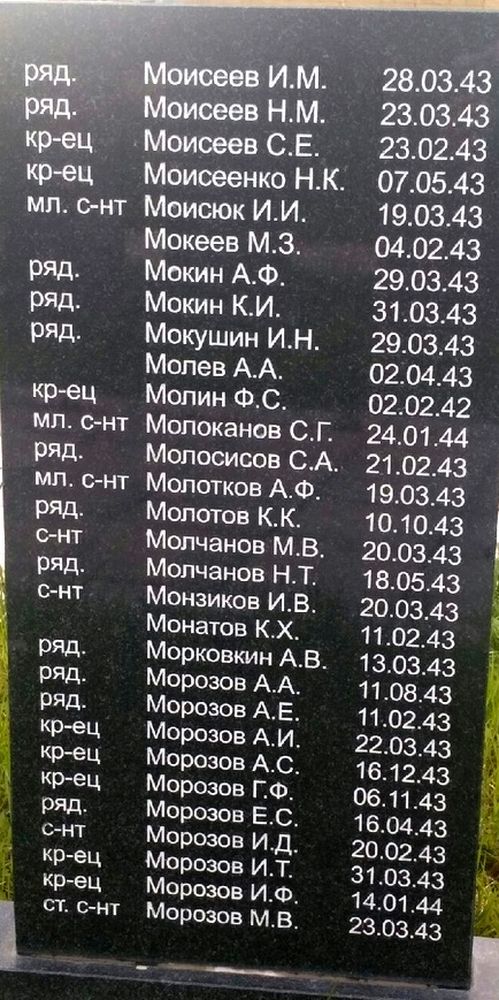 ряд. Моисеев И.М. 28.03.43
ряд. Моисеев Н.М. 23.03.43
кр-ец Моисеев С.Е. 23.02.43
кр-ец Моисеенко Н.К. 07.05.43
мл. с-нт Моисюк И.И. 19.03.43
Мокеев М.З. 04.02.43
ряд. Мокин А.Ф. 29.03.43
ряд. Мокин К.И. 31.03.43
ряд. Мокушин И.Н. 29.03.43
Молев А.А. 02.04.43
кр-ец Молин Ф.С. 02.02.42
мл. с-нт Молоканов С.Г. 24.01.44
ряд. Молосисов С.А. 21.02.43
мл. с-нт Молотков А.Ф. 19.03.43
ряд. Молотов К.К. 10.10.43
с-нт Молчанов М.В. 20.03.43
ряд. Молчанов Н.Т. 18.05.43
с-нт Монзиков И.В. 20.03.43
Монатов К.Х. 11.02.43
ряд. Морковкин А.В. 13.03.43
ряд. Морозов А.А. 11.08.43
ряд. Морозов А.Е. 11.02.43
кр-ец Морозов А.И. 22.03.43
кр-ец Морозов А.С. 16.12.43
кр-ец Морозов Г.Ф. 06.11.43
ряд. Морозов Е.С. 16.04.43
с-нт Морозов И.Д. 20.02.43
кр-ец Морозов И.Т. 31.03.43
кр-ец Морозов И.Ф. 14.01.44
ст. с-нт Морозов М.В. 23.03.43